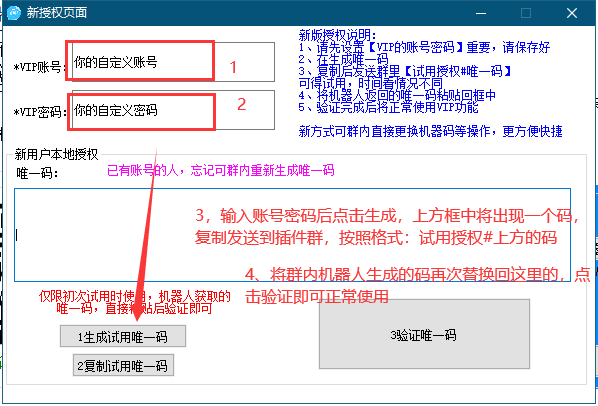 新授权页面
新版授权说明:
1、请先设置【VIP的账号密码】重要，请保存好
2、在生成唯一码
3、复制后发送群里【试用授权#唯一码】
可得试用，时间看情况不同
4、将机器人返回的唯一码粘贴回框中
5、验证完成后将正常使用VIP功能
新方式可群内直接更换机器码等操作，更方便快捷
*VIP账号:
你的自定义账号
1
*VIP密码:
你的自定义密码
2
新用户本地授权
唯一码:
已有账号的人，忘记可群内重新生成唯一码
3，输入账号密码后点击生成，上方框中将出现一个码，
复制发送到插件群，按照格式：试用授权#上方的码
4、将群内机器人生成的码再次替换回这里的，点
击验证即可正常使用
仅限初次试用时使用，机器人获取的
唯一码，直接粘贴后验证即可
1生成试用唯一码
2复制试用唯一码
3验证唯一码